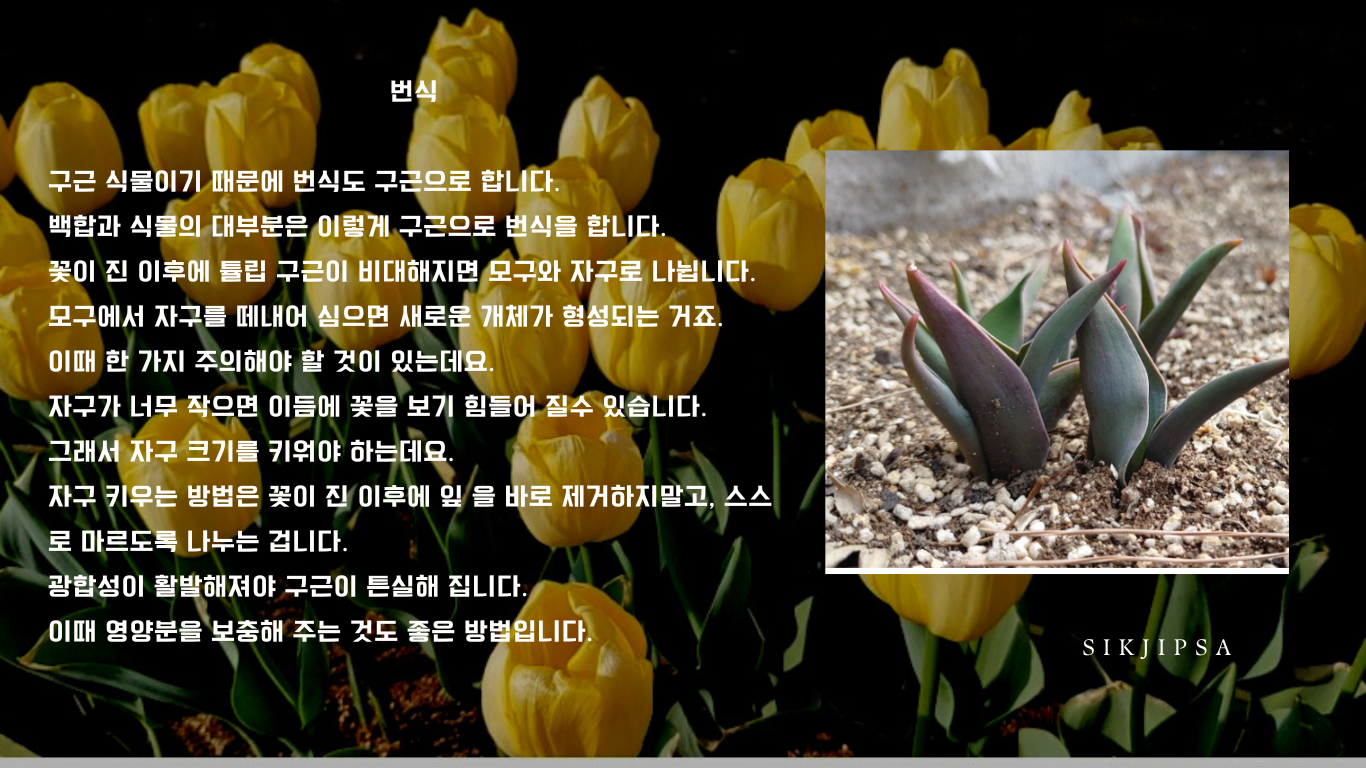 번식
구근 식물이기 때문에 번식도 구근으로 합니다.
백합과 식물의 대부분은 이렇게 구근으로 번식을 합니다.
꽃이 진 이후에 튤립 구근이 비대해지면 모구와 자구로 나뉩니다.
모구에서 자구를 떼내어 심으면 새로운 개체가 형성되는 거죠.
이때 한 가지 주의해야 할 것이 있는데요.
자구가 너무 작으면 이듬에 꽃을 보기 힘들어 질수 있습니다.
그래서 자구 크기를 키워야 하는데요.
자구 키우는 방법은 꽃이 진 이후에 잎 을 바로 제거하지말고, 스스
로 마르도록 나누는 겁니다.
광합성이 활발해져야 구근이 튼실해 집니다.
이때 영양분을 보충해 주는 것도 좋은 방법입니다.
SIKJIPSA